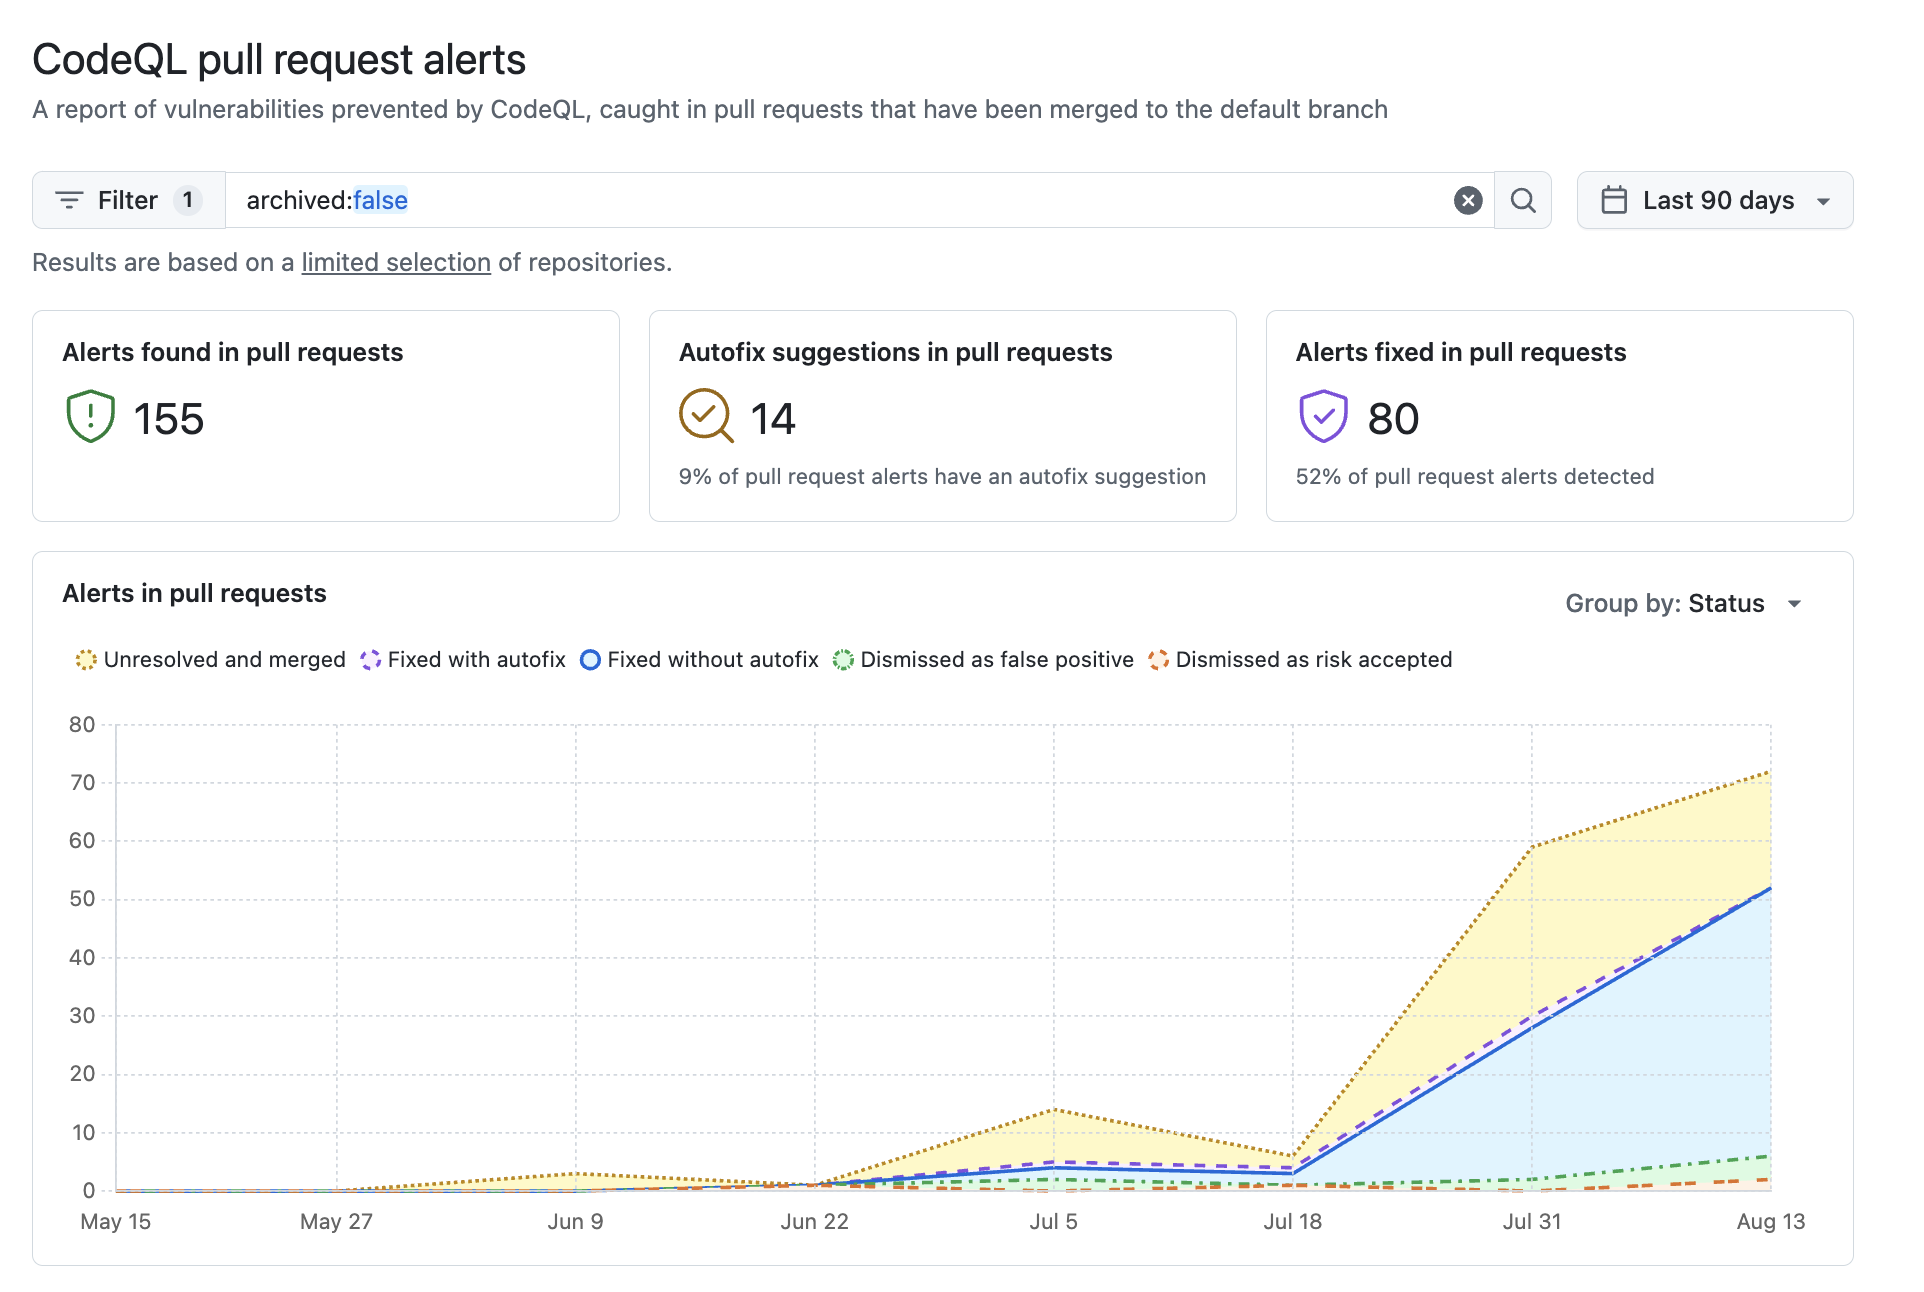 CodeQL pull request alerts
A report of vulnerabilities prevented by CodeQL, caught in pull requests that have been merged to the default branch
Filter 1 archived:false Last 90 days
Results are based on a limited selection of repositories.
Alerts found in pull requests
155
Autofix suggestions in pull requests
14
9% of pull request alerts have an autofix suggestion
Alerts fixed in pull requests
80
52% of pull request alerts detected
Alerts in pull requests
Group by: Status
Unresolved and merged Fixed with autofix Fixed without autofix Dismissed as false positive Dismissed as risk accepted
80
70
60
50
40
30
20
10
0
May 15 May 27 Jun 9 Jun 22 Jul 5 Jul 18 Jul 31 Aug 13